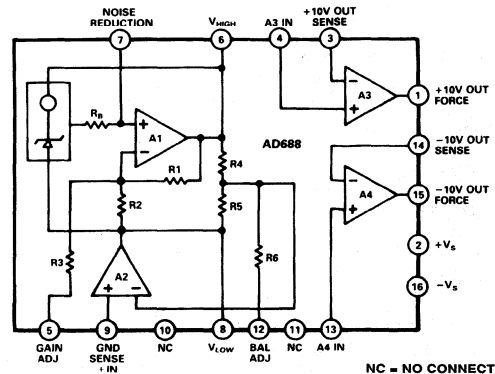 NOISE
REDUCTION
V HIGH
A3 IN
+10V OUT
SENSE
7
6
4
3
RB
A1
+
−
A3
−
+
1
+10V OUT
FORCE
AD688
R1
R4
14
−10V OUT
SENSE
R2
R5
A4
−
+
15
−10V OUT
FORCE
R3
A2
+
−
R6
2
+VS
16
−VS
5
9
10
8
12
11
13
GAIN
ADJ
GND
SENSE
+ IN
NC
VLOW
BAL
ADJ
NC
A4 IN
NC = NO CONNECT